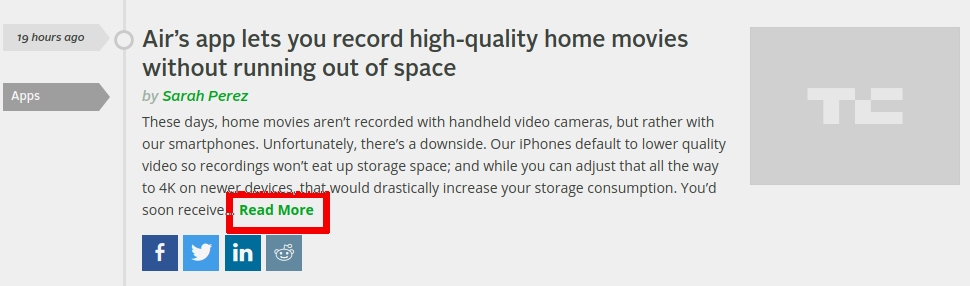 19 hours ago
Air’s app lets you record high-quality home movies
without running out of space
by Sarah Perez
Apps
These days, home movies aren’t recorded with handheld video cameras, but rather with
our smartphones. Unfortunately, there’s a downside. Our iPhones default to lower quality
video so recordings won’t eat up storage space; and while you can adjust that all the way
to 4K on newer devices, that would drastically increase your storage consumption. You’d
soon receive… Read More
TC
f
in